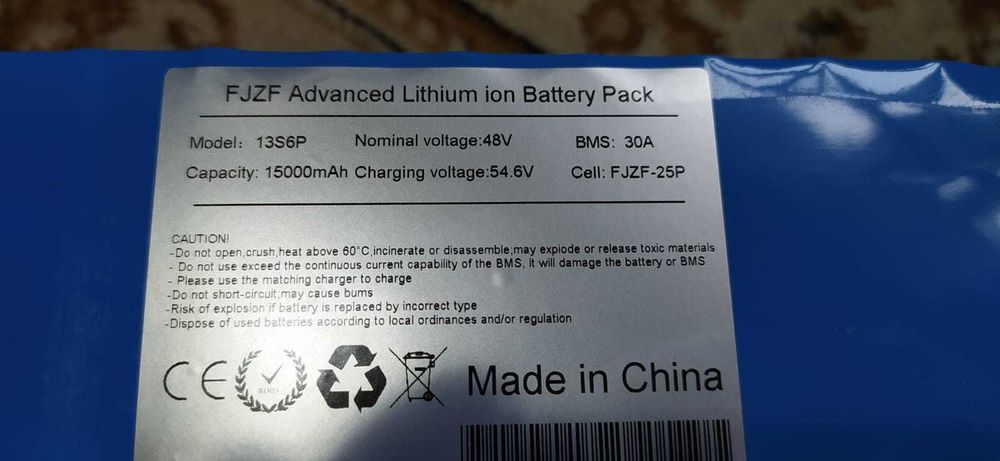 FJZF Advanced Lithium ion Battery Pack
Model: 13S6P Nominal voltage:48V BMS: 30A
Capacity: 15000mAh Charging voltage:54.6V Cell: FJZF-25P
CAUTION!
-Do not open,crush,heat above 60°C,incinerate or disassemble;may expiode or release toxic materials
- Do not use exceed the continuous current capability of the BMS, it will damage the battery or BMS
- Please use the matching charger to charge
-Do not short-circuit;may cause bums
-Risk of explosion if battery is replaced by incorrect type
-Dispose of used batteries according to local ordinances and/or regulation
CE ROHS Made in China